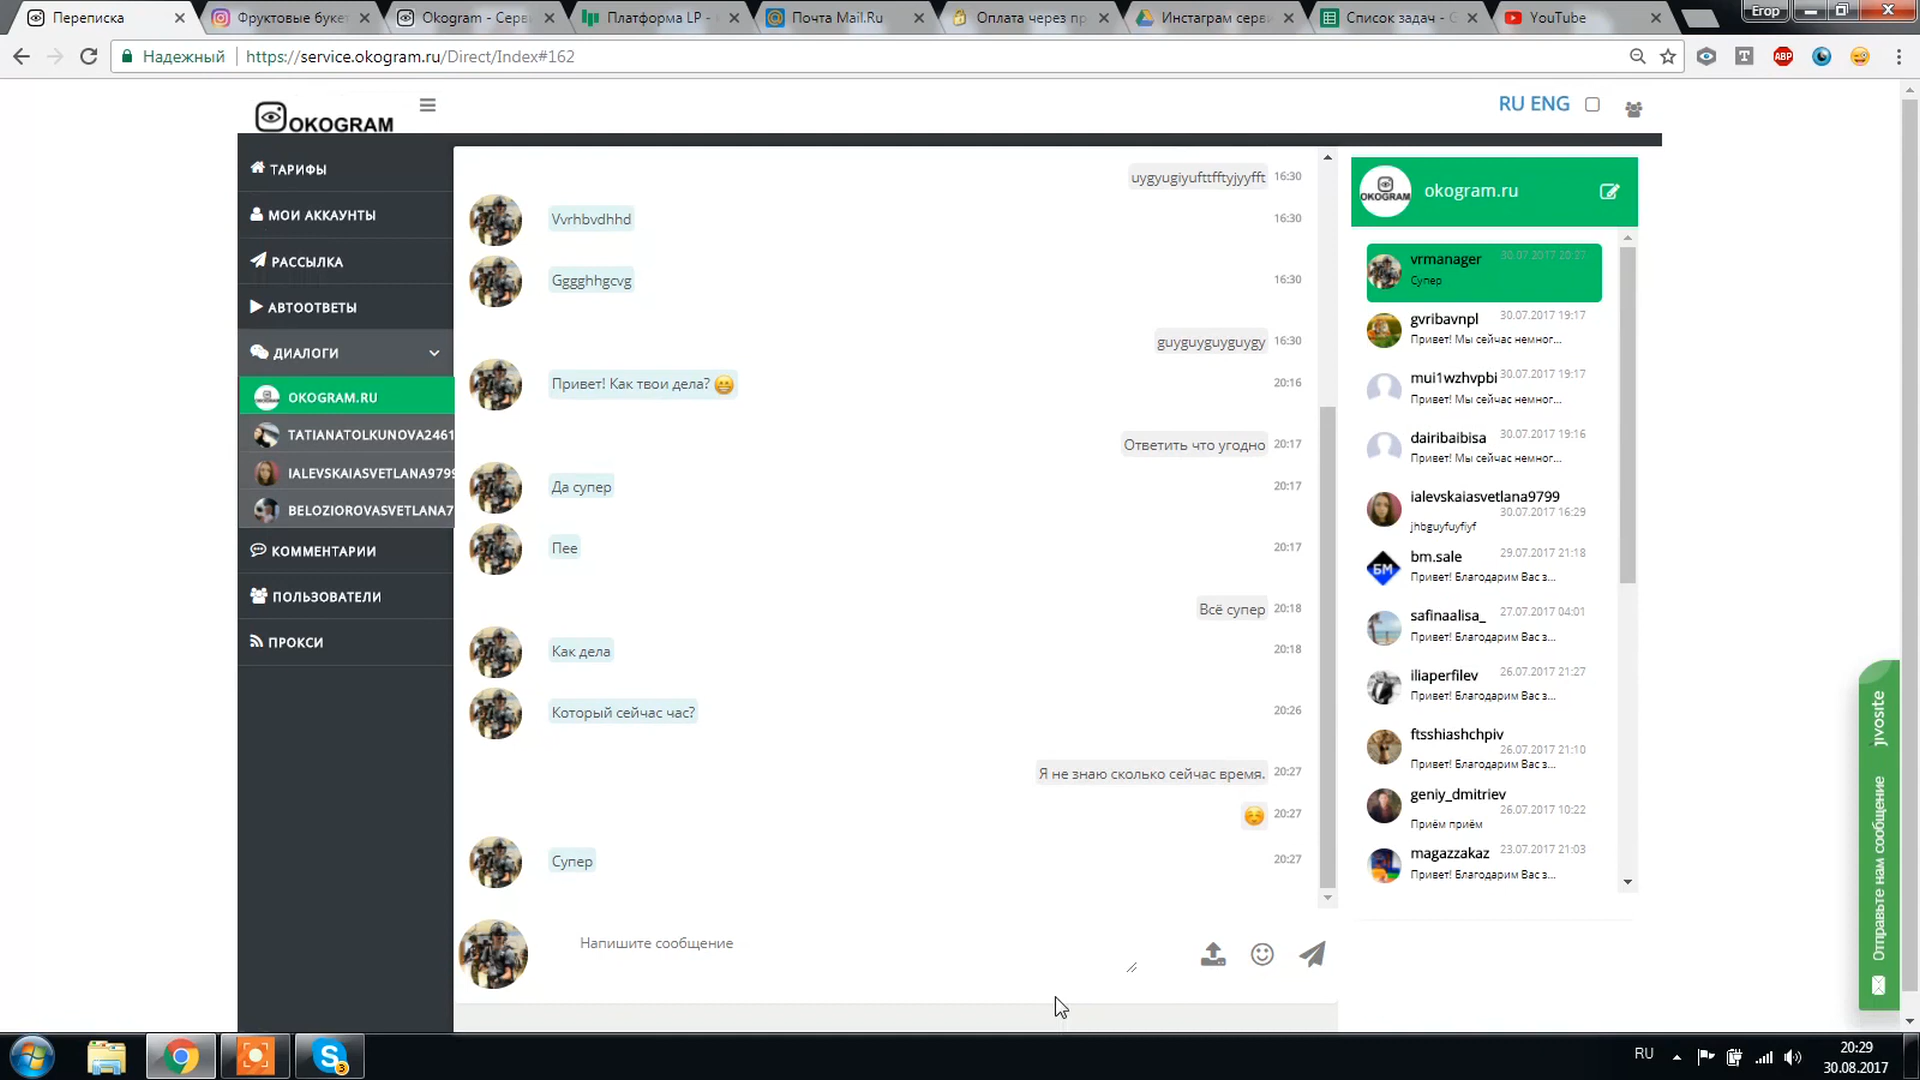 Переписка
Фруктовые букет
Okogram - Серви
Платформа LP -
Почта Mail.Ru
Оплата через пр
Инстаграм серви
Список задач - G
YouTube
Егор
Надежный
https://service.okogram.ru/Direct/Index#162
ABP
OKOGRAM
RU ENG
ТАРИФЫ
МОИ АККАУНТЫ
РАССЫЛКА
АВТООТВЕТЫ
ДИАЛОГИ
OKOGRAM.RU
TATIANATOLKUNOVA2461
IALEVSKAIASVETLANA9799
BELOZIOROVASVETLANA7
КОММЕНТАРИИ
ПОЛЬЗОВАТЕЛИ
ПРОКСИ
uygyugiyufttfftyjyyfft 16:30
Vvrhbvdhhd 16:30
Gggghhgcvg 16:30
guyguyguyguygy 16:30
Привет! Как твои дела? 😁 20:16
Ответить что угодно 20:17
Да супер 20:17
Пее 20:17
Всё супер 20:18
Как дела 20:18
Который сейчас час? 20:26
Я не знаю сколько сейчас время. 20:27
☺️ 20:27
Супер 20:27
Напишите сообщение
OKOGRAM
okogram.ru
vrmanager 30.07.2017 20:27
Супер
gvribavnpl 30.07.2017 19:17
Привет! Мы сейчас немног...
mui1wzhvpbi 30.07.2017 19:17
Привет! Мы сейчас немног...
dairibaibisa 30.07.2017 19:16
Привет! Мы сейчас немног...
ialevskaiasvetlana9799
30.07.2017 16:29
jhbguyfuyfiyf
БМ
bm.sale 29.07.2017 21:18
Привет! Благодарим Вас з...
safinaalisa_ 27.07.2017 04:01
Привет! Благодарим Вас з...
iliaperfilev 26.07.2017 21:27
Привет! Благодарим Вас з...
ftsshiashchpiv
26.07.2017 21:10
Привет! Благодарим Вас з...
geniy_dmitriev
26.07.2017 10:22
Приём приём
magazzakaz 23.07.2017 21:03
Привет! Благодарим Вас з...
Отправьте нам сообщение
jivosite
3
RU
20:29
30.08.2017